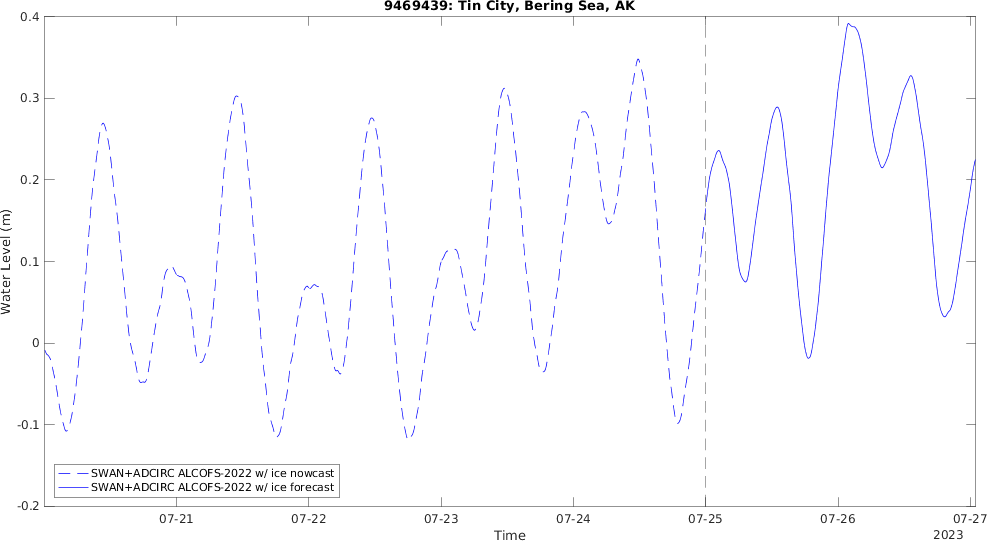 9469439: Tin City, Bering Sea, AK
Water Level (m)
0.4
0.3
0.2
0.1
0
-0.1
-0.2
SWAN+ADCIRC ALCOFS-2022 w/ ice nowcast
SWAN+ADCIRC ALCOFS-2022 w/ ice forecast
07-21 07-22 07-23 07-24 07-25 07-26 07-27
Time
2023